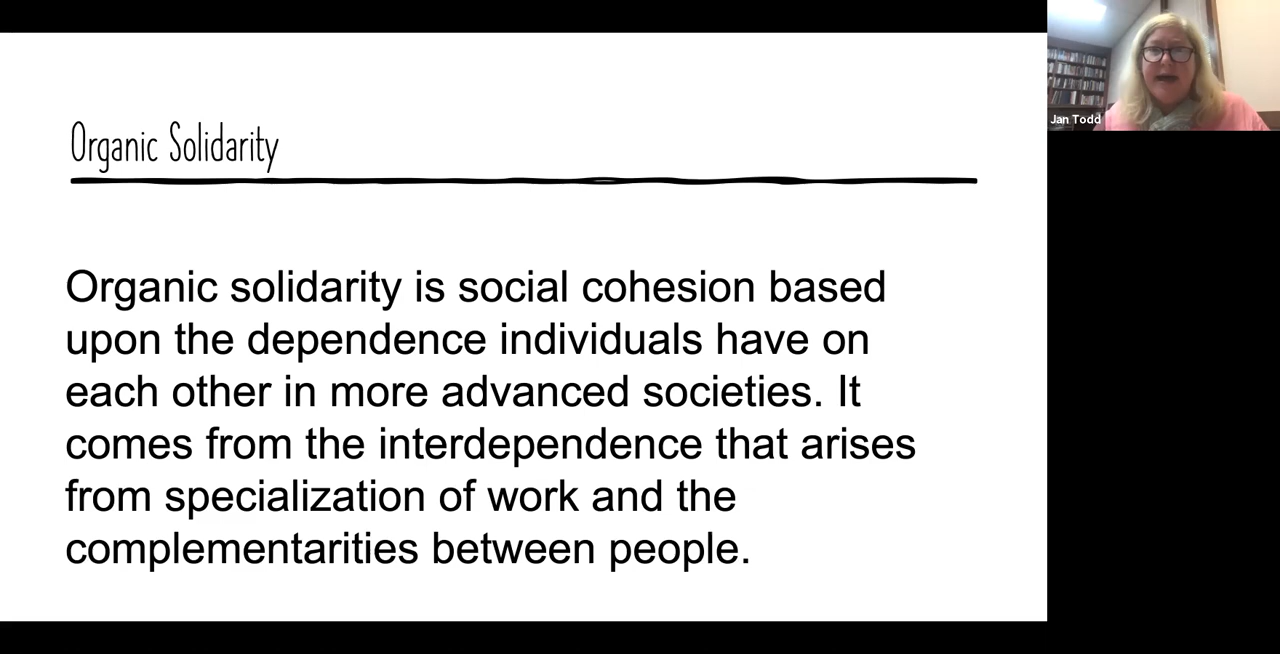 Organic Solidarity
Organic solidarity is social cohesion based
upon the dependence individuals have on
each other in more advanced societies. It
comes from the interdependence that arises
from specialization of work and the
complementarities between people.
Jan Todd